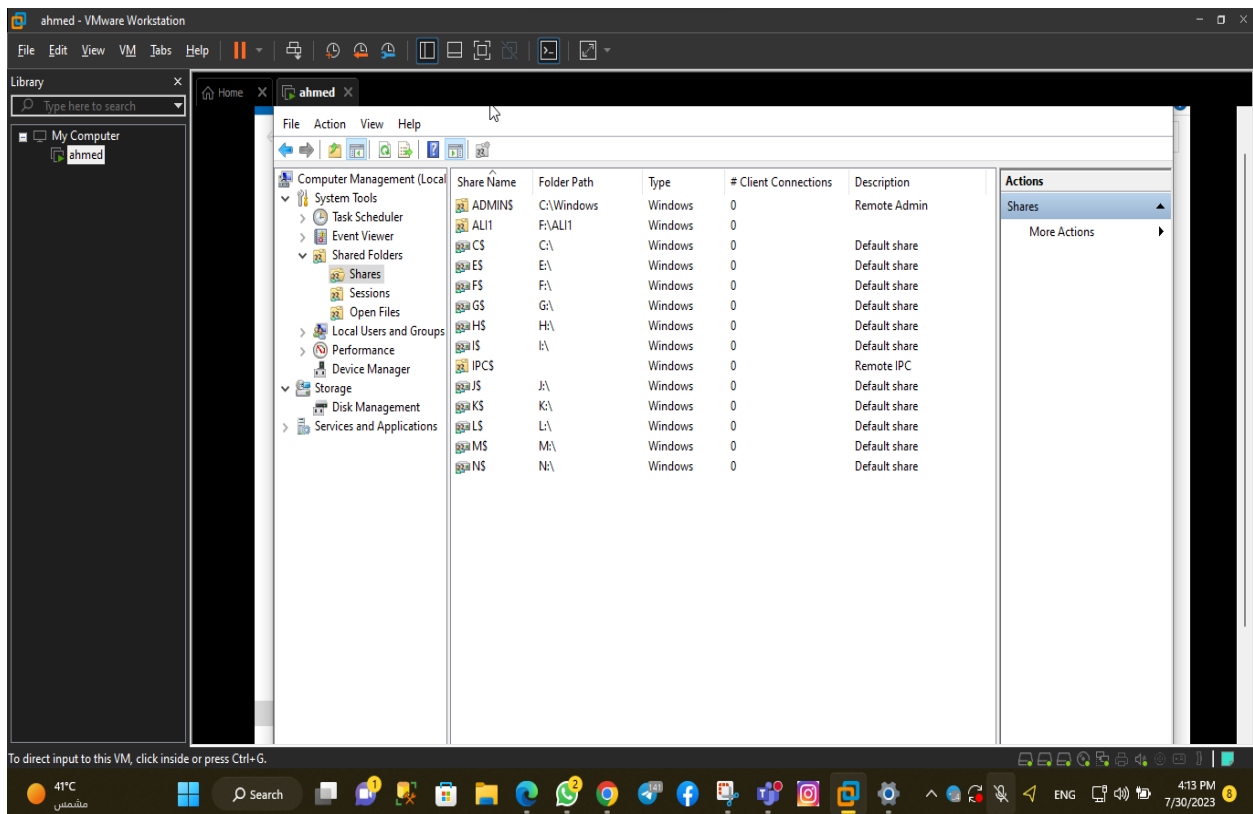 ahmed - VMware Workstation
File Edit View VM Tabs Help
Library
Type here to search
My Computer
ahmed
Home
ahmed
File Action View Help
Computer Management (Local
System Tools
Task Scheduler
Event Viewer
Shared Folders
Shares
Sessions
Open Files
Local Users and Groups
Performance
Device Manager
Storage
Disk Management
Services and Applications
Share Name Folder Path Type # Client Connections Description
ADMIN$ C:\Windows Windows 0 Remote Admin
ALI1 F:\ALI1 Windows 0
C$ C:\ Windows 0 Default share
E$ E:\ Windows 0 Default share
F$ F:\ Windows 0 Default share
G$ G:\ Windows 0 Default share
H$ H:\ Windows 0 Default share
I$ I:\ Windows 0 Default share
IPC$ Windows 0 Remote IPC
J$ J:\ Windows 0 Default share
K$ K:\ Windows 0 Default share
L$ L:\ Windows 0 Default share
M$ M:\ Windows 0 Default share
N$ N:\ Windows 0 Default share
Actions
Shares
More Actions
To direct input to this VM, click inside or press Ctrl+G.
41°C
مشمس
Search
1
2
ENG
4:13 PM
7/30/2023
8